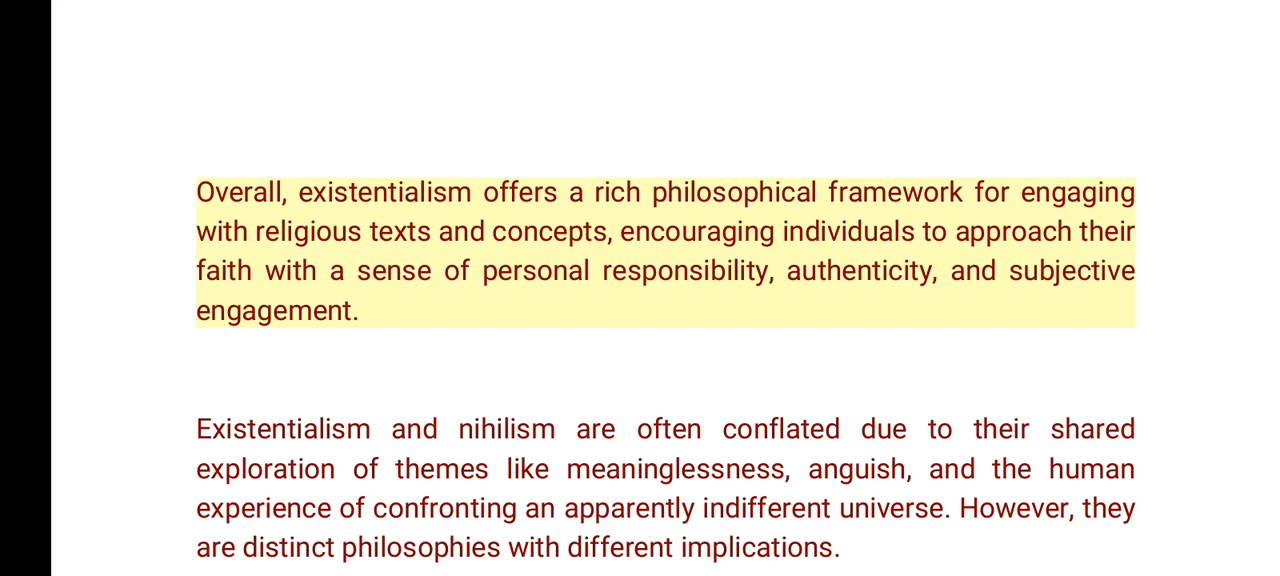 Overall, existentialism offers a rich philosophical framework for engaging
with religious texts and concepts, encouraging individuals to approach their
faith with a sense of personal responsibility, authenticity, and subjective
engagement.
Existentialism and nihilism are often conflated due to their shared
exploration of themes like meaninglessness, anguish, and the human
experience of confronting an apparently indifferent universe. However, they
are distinct philosophies with different implications.